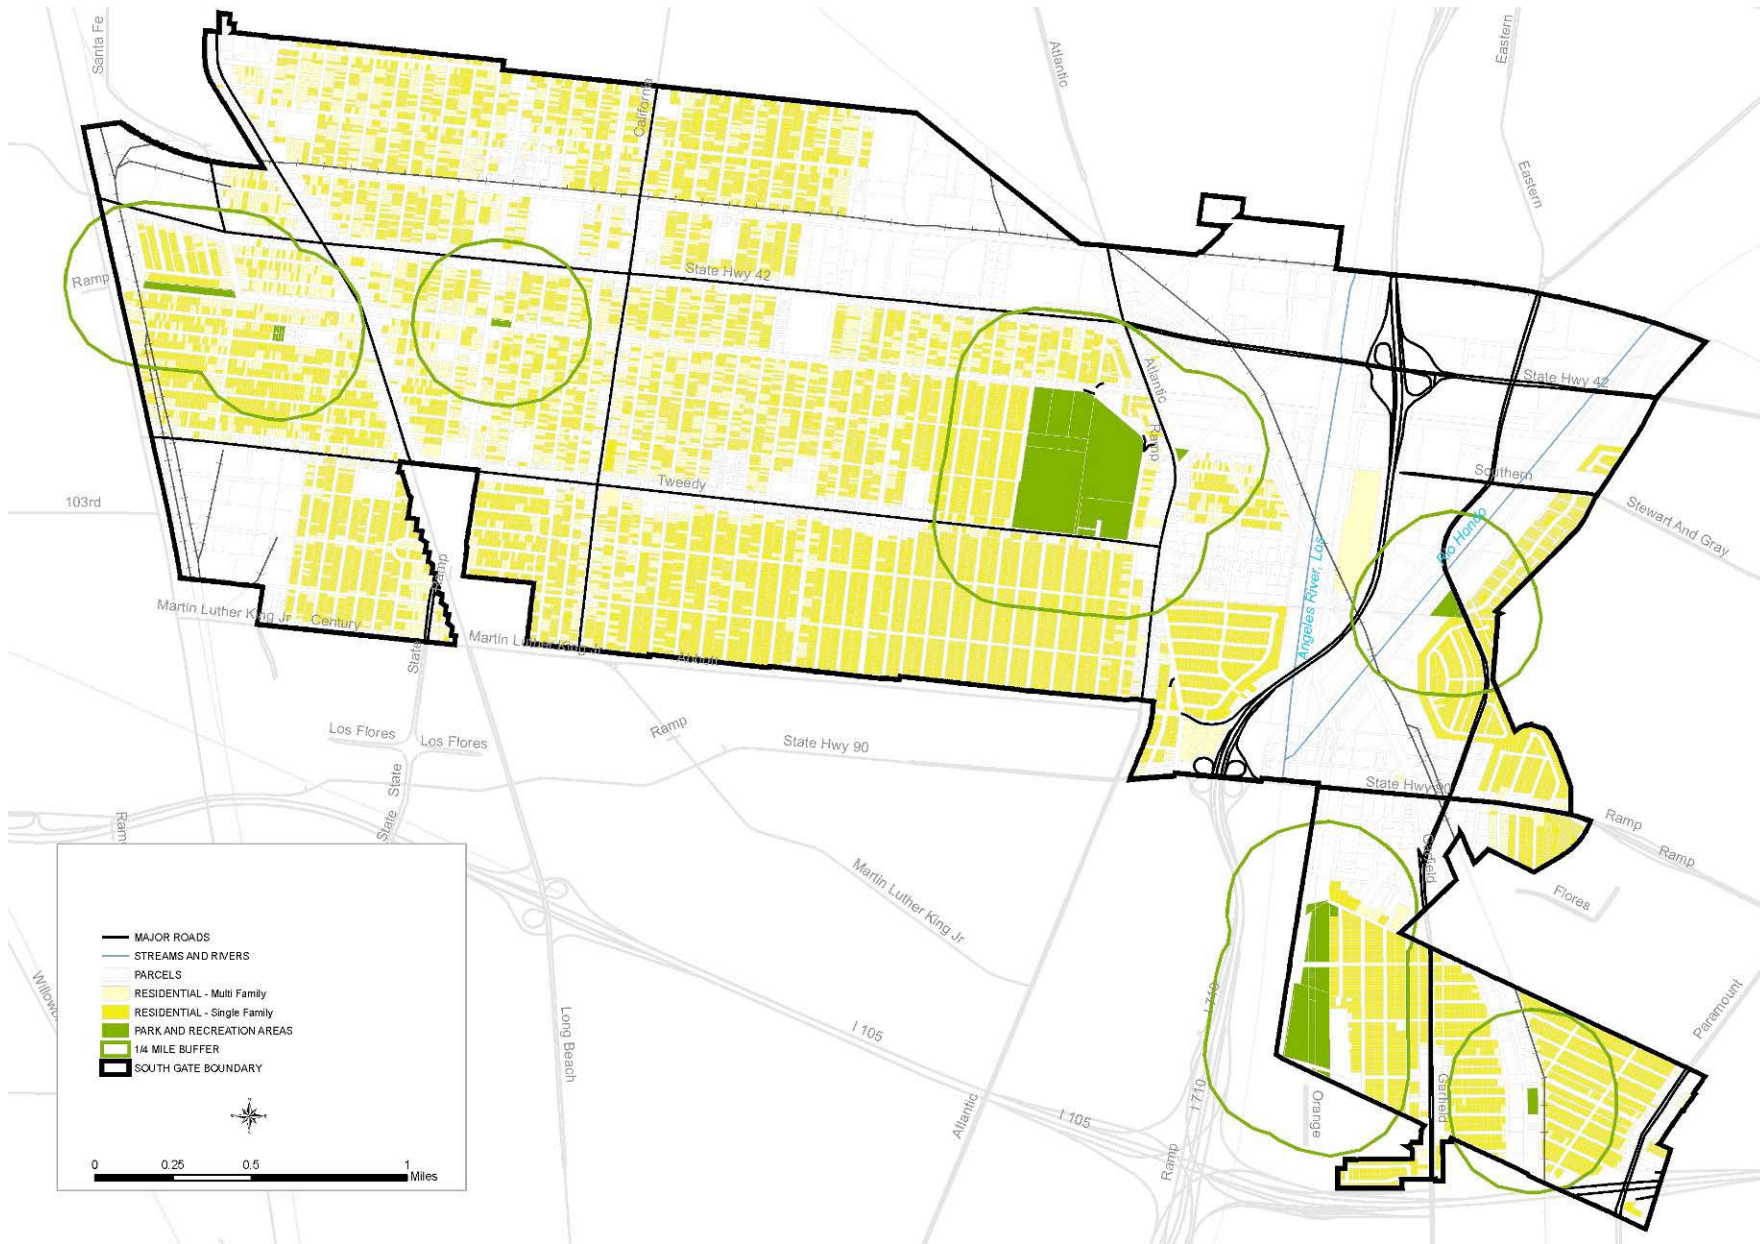 Santa Fe
California
Atlantic
Eastern
Eastern
Ramp
State Hwy 42
Atlantic
Ramp
State Hwy 42
Southern
Stewart And Gray
Rio Hondo
Angeles River, Los
103rd
Tweedy
Ramp
Martin Luther King Jr
Century
State
Martin Luther King Jr
Abbott
Los Flores
Los Flores
State
State
Ramp
State Hwy 90
State Hwy 90
Ramp
Ramp
Garfield
Flores
Martin Luther King Jr
Ram
I 105
I 710
Paramount
Long Beach
Atlantic
I 105
I 710
Ramp
Orange
Garfield
MAJOR ROADS
STREAMS AND RIVERS
PARCELS
RESIDENTIAL - Multi Family
RESIDENTIAL - Single Family
PARK AND RECREATION AREAS
1/4 MILE BUFFER
SOUTH GATE BOUNDARY
0 0.25 0.5 1
Miles